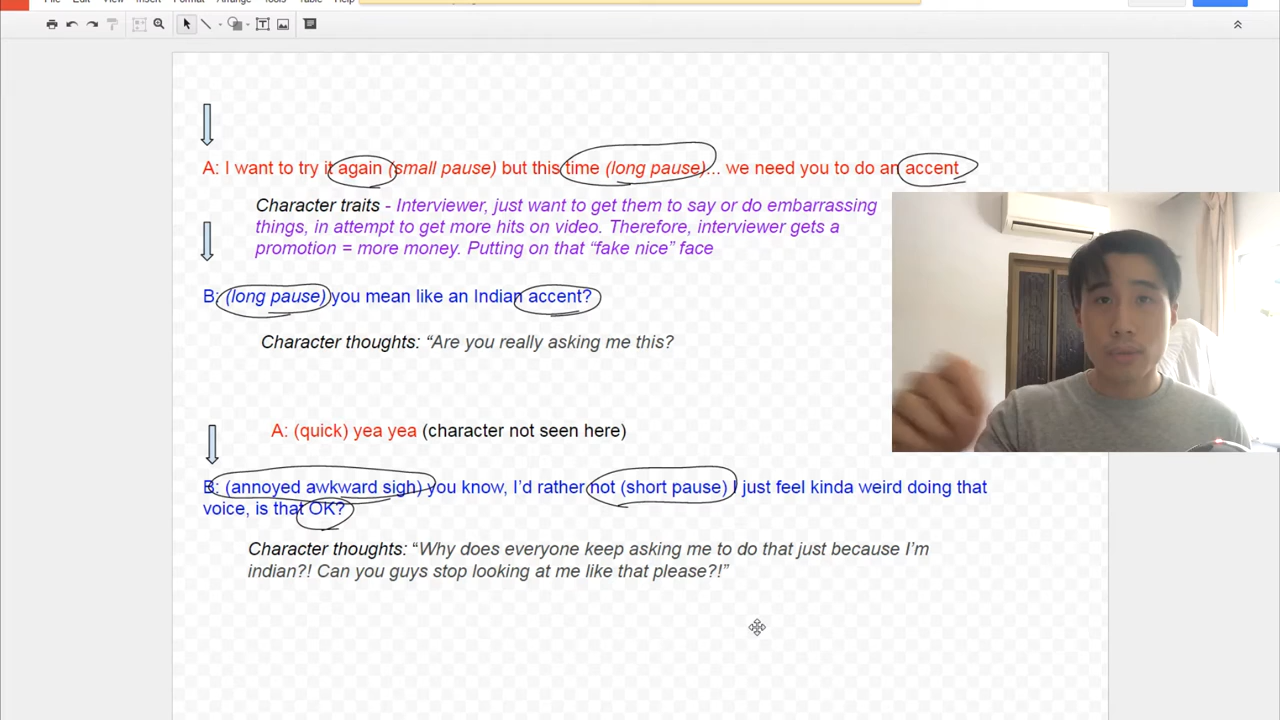 A: I want to try it again (small pause) but this time (long pause)... we need you to do an accent
Character traits - Interviewer, just want to get them to say or do embarrassing
things, in attempt to get more hits on video. Therefore, interviewer gets a
promotion = more money. Putting on that “fake nice” face
B: (long pause) you mean like an Indian accent?
Character thoughts: “Are you really asking me this?
A: (quick) yea yea (character not seen here)
B: (annoyed awkward sigh) you know, I’d rather not (short pause) I just feel kinda weird doing that
voice, is that OK?
Character thoughts: “Why does everyone keep asking me to do that just because I’m
indian?! Can you guys stop looking at me like that please?!”